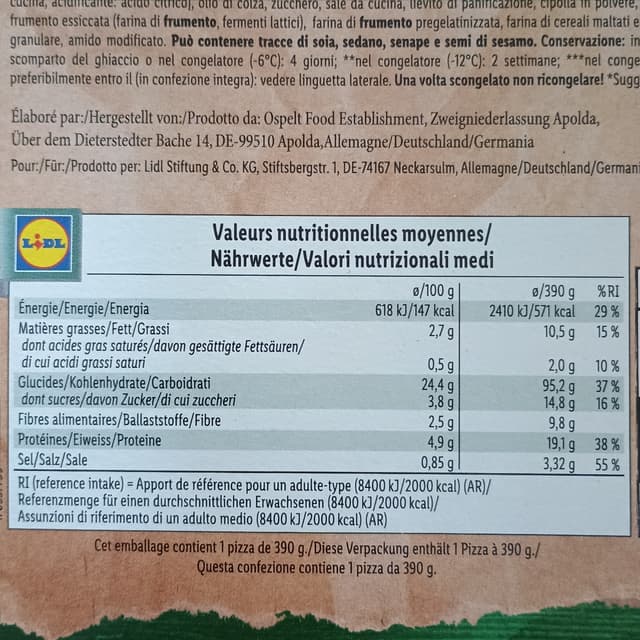 cucina, acidificante: acido citrico), olio di colza, zucchero, sale da cucina, lievito di panificazione, cipolla in polvere,
frumento essiccata (farina di frumento, fermenti lattici), farina di frumento pregelatinizzata, farina di cereali maltati e
granulare, amido modificato. Può contenere tracce di soia, sedano, senape e semi di sesamo. Conservazione: in
scomparto del ghiaccio o nel congelatore (-6°C): 4 giorni; **nel congelatore (-12°C): 2 settimane; ***nel conge
preferibilmente entro il (in confezione integra): vedere linguetta laterale. Una volta scongelato non ricongelare! *Sugg
Élaboré par:/Hergestellt von:/Prodotto da: Ospelt Food Establishment, Zweigniederlassung Apolda,
Über dem Dieterstedter Bache 14, DE-99510 Apolda,Allemagne/Deutschland/Germania
Pour:/Für:/Prodotto per: Lidl Stiftung & Co. KG, Stiftsbergstr. 1, DE-74167 Neckarsulm, Allemagne/Deutschland/Germani
LIDL
Valeurs nutritionnelles moyennes/
Nährwerte/Valori nutrizionali medi
ø/100 g ø/390 g %RI
Énergie/Energie/Energia 618 kJ/147 kcal 2410 kJ/571 kcal 29 %
Matières grasses/Fett/Grassi 2,7 g 10,5 g 15 %
dont acides gras saturés/davon gesättigte Fettsäuren/
di cui acidi grassi saturi 0,5 g 2,0 g 10 %
Glucides/Kohlenhydrate/Carboidrati 24,4 g 95,2 g 37 %
dont sucres/davon Zucker/di cui zuccheri 3,8 g 14,8 g 16 %
Fibres alimentaires/Ballaststoffe/Fibre 2,5 g 9,8 g
Protéines/Eiweiss/Proteine 4,9 g 19,1 g 38 %
Sel/Salz/Sale 0,85 g 3,32 g 55 %
RI (reference intake) = Apport de référence pour un adulte-type (8400 kJ/2000 kcal) (AR)/
Referenzmenge für einen durchschnittlichen Erwachsenen (8400 kJ/2000 kcal)/
Assunzioni di riferimento di un adulto medio (8400 kJ/2000 kcal) (AR)
Cet emballage contient 1 pizza de 390 g./Diese Verpackung enthält 1 Pizza à 390 g./
Questa confezione contiene 1 pizza da 390 g.